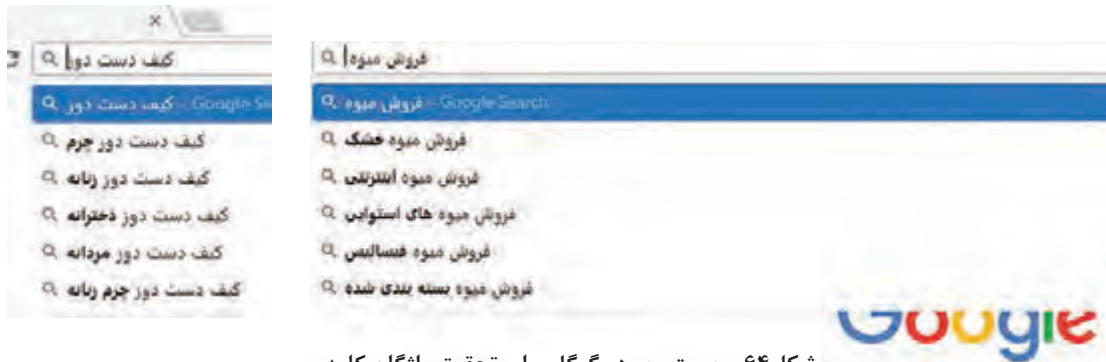 فروش میوه
فروش میوه – Google Search
فروش میوه خشک
فروش میوه اینترنتی
فروش میوه های استوایی
فروش میوه فیسالیس
فروش میوه بسته بندی شده
Google
کیف دست دوز
کیف دست دوز – Google
کیف دست دوز چرم
کیف دست دوز زنانه
کیف دست دوز دخترانه
کیف دست دوز مردانه
کیف دست دوز چرم زنانه